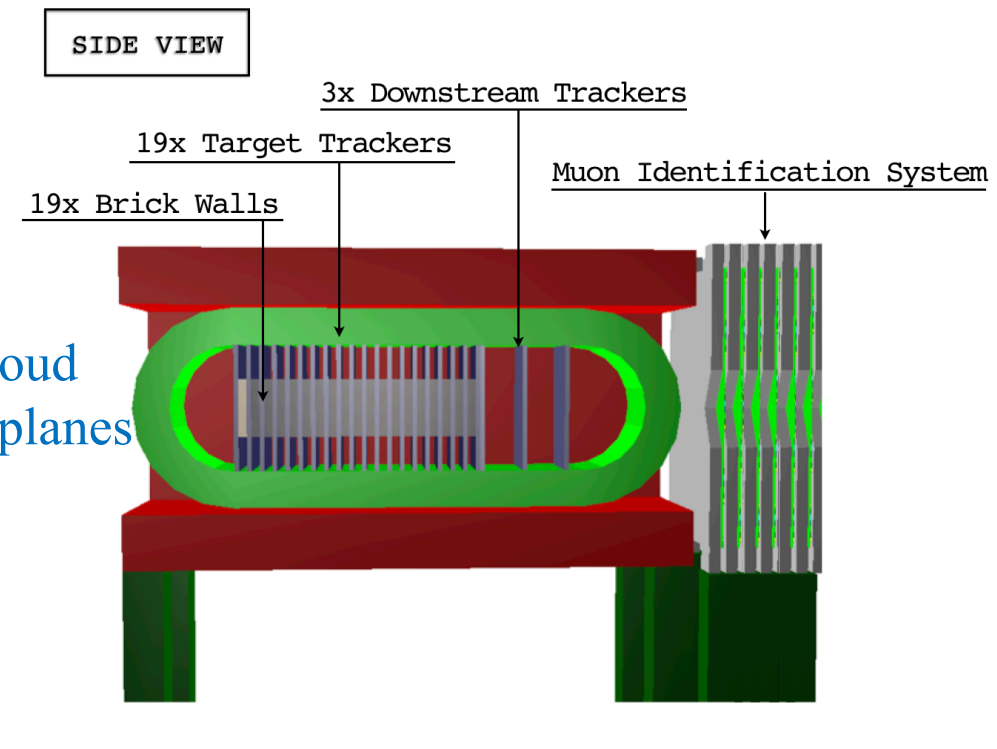 SIDE VIEW
3x Downstream Trackers
19x Target Trackers
Muon Identification System
19x Brick Walls
oud
planes